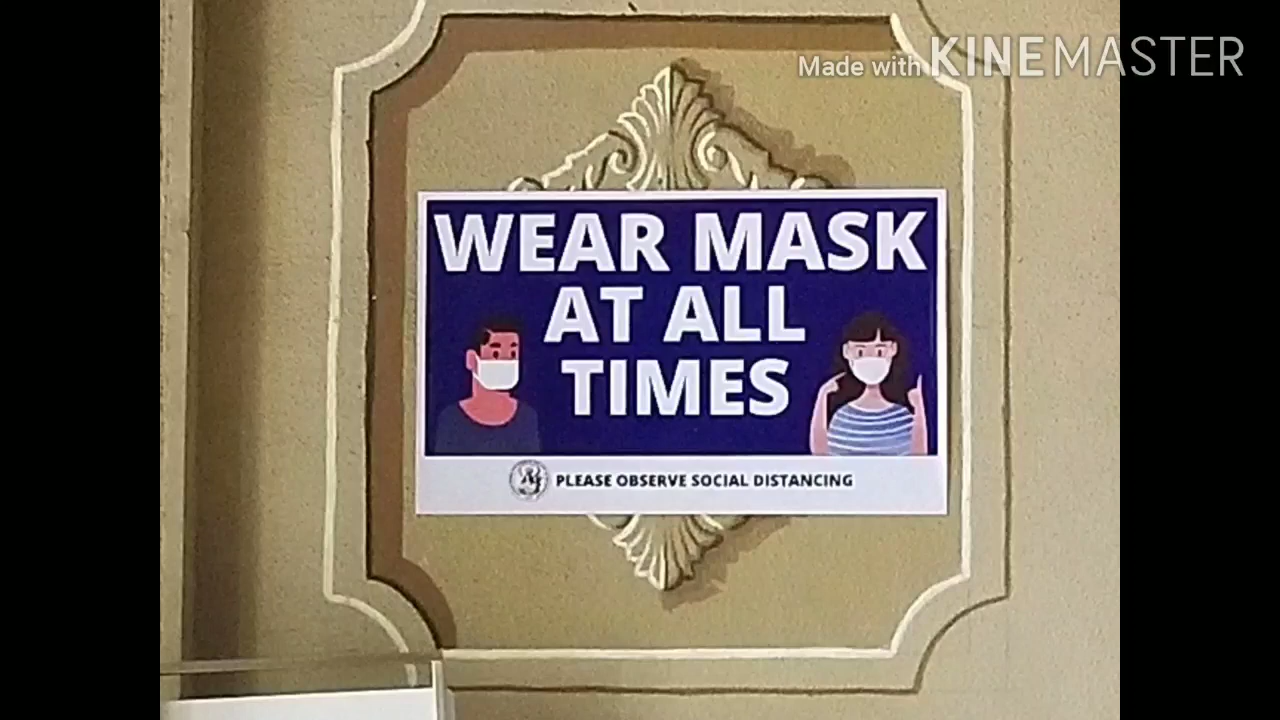 Made with KINEMASTER
WEAR MASK
AT ALL
TIMES
PLEASE OBSERVE SOCIAL DISTANCING